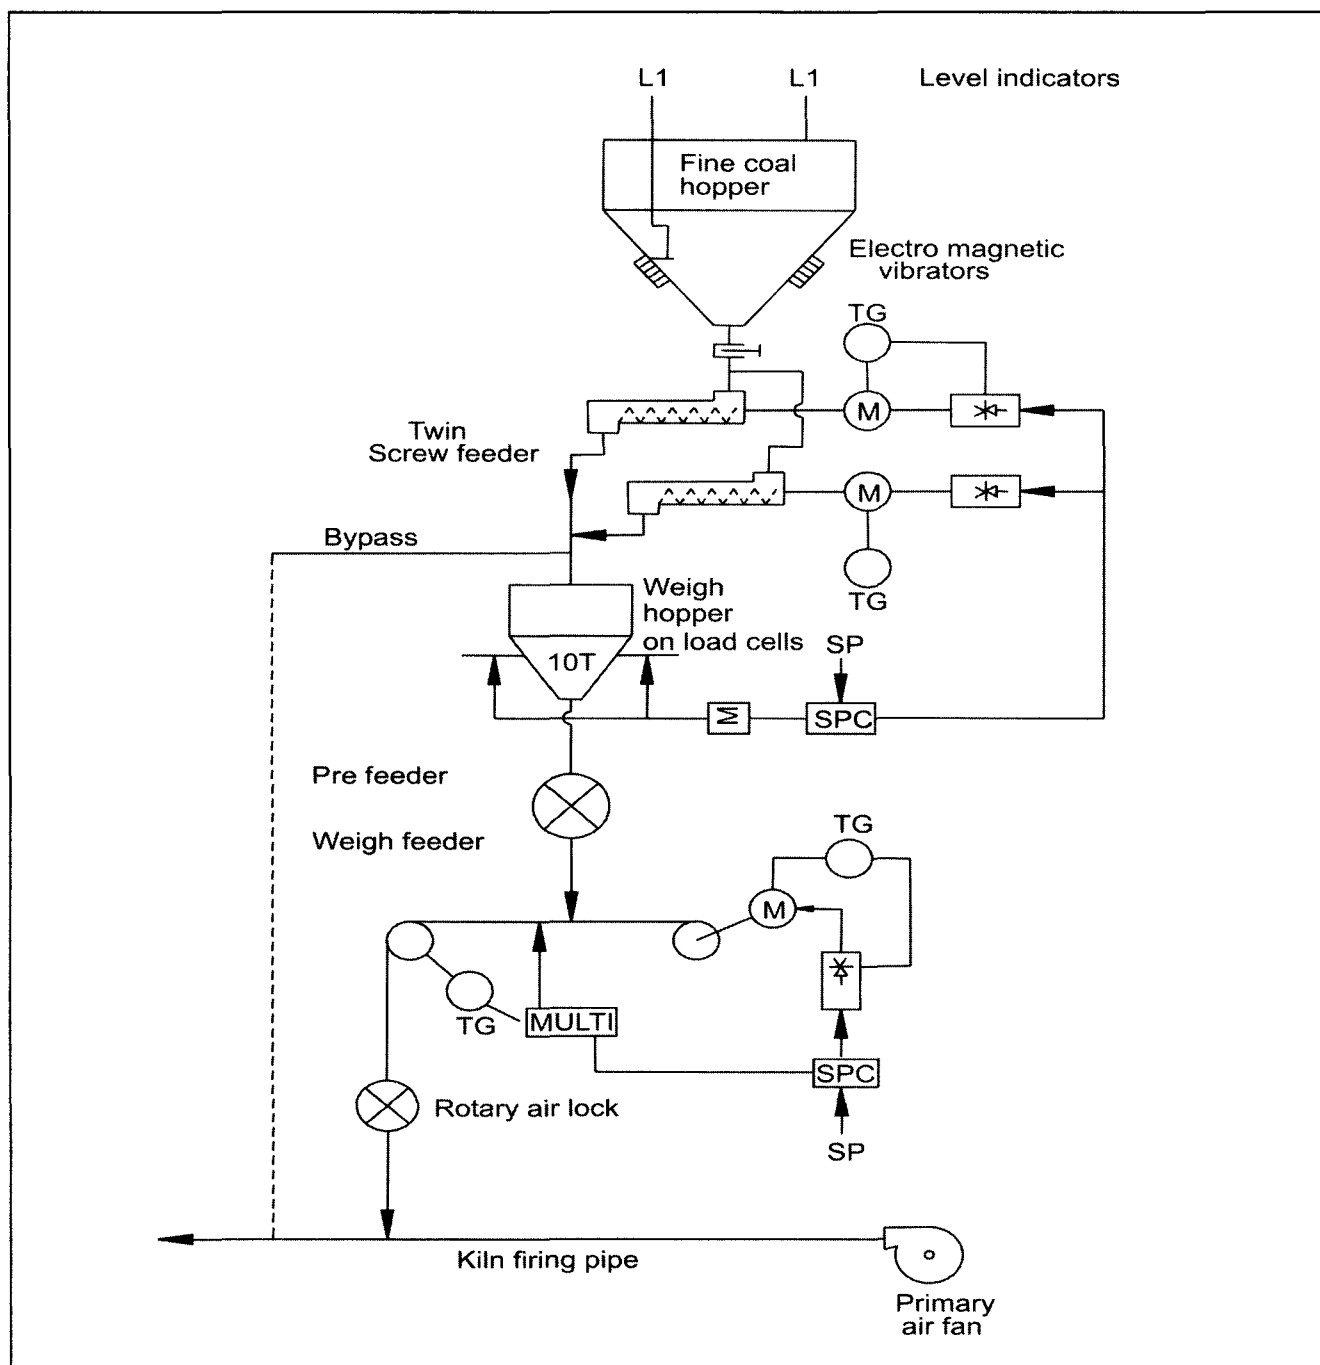 L1
L1
Level indicators
Fine coal
hopper
Electro magnetic
vibrators
TG
M
Twin
Screw feeder
M
Bypass
TG
Weigh
hopper
on load cells
10T
SP
M
SPC
Pre feeder
Weigh feeder
TG
M
TG
MULTI
SPC
Rotary air lock
SP
Kiln firing pipe
Primary
air fan